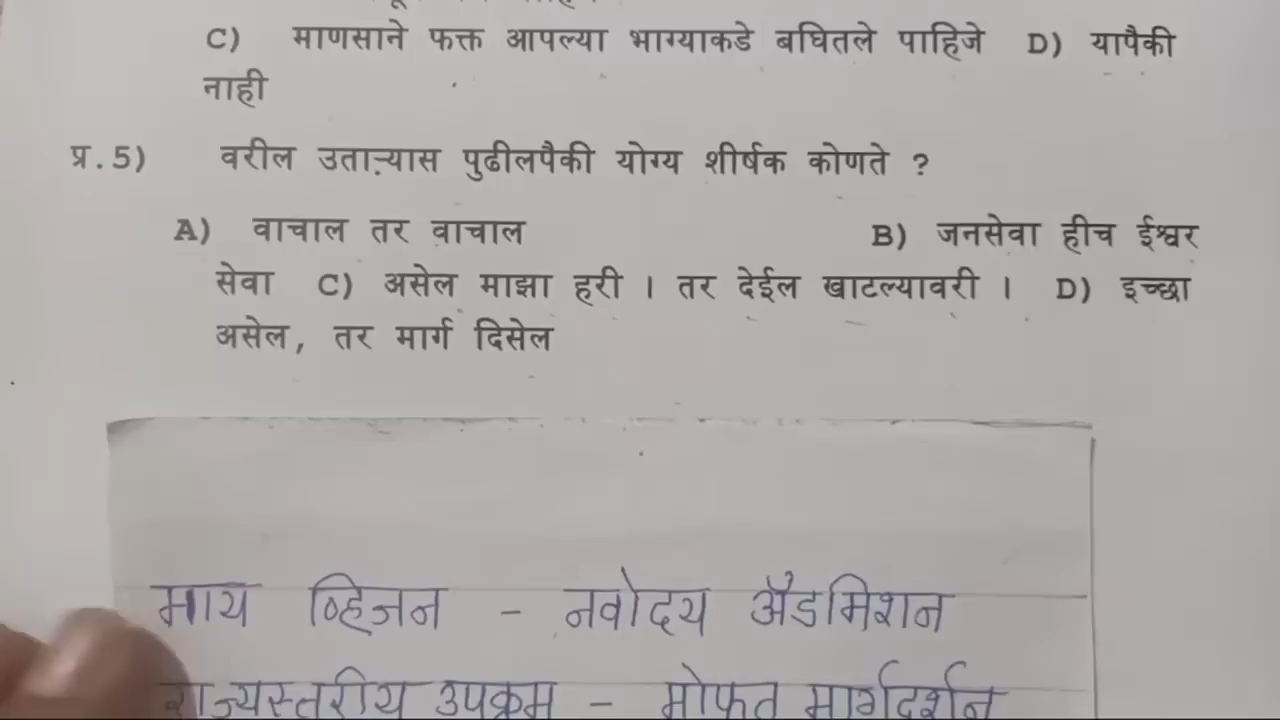 C) माणसाने फक्त आपल्या भाग्याकडे बघितले पाहिजे D) यापैकी
नाही
प्र.5) वरील उताऱ्यास पुढीलपैकी योग्य शीर्षक कोणते ?
A) वाचाल तर वाचाल B) जनसेवा हीच ईश्वर
सेवा C) असेल माझा हरी । तर देईल खाटल्यावरी । D) इच्छा
असेल, तर मार्ग दिसेल
माय व्हिजन - नवोदय ॲडमिशन
राज्यस्तरीय उपक्रम - मोफत मार्गदर्शन